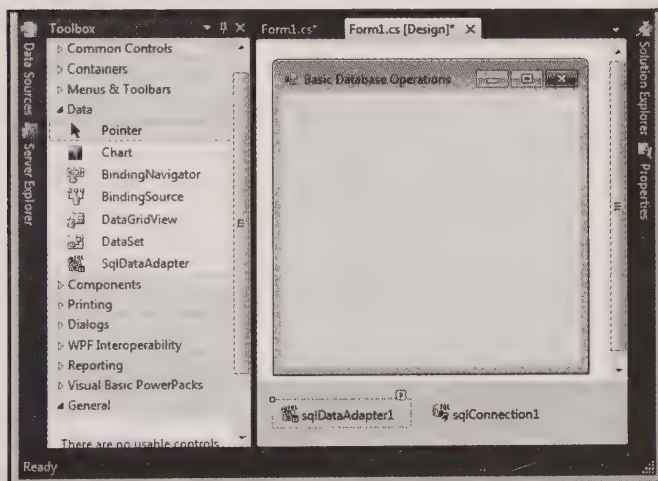 Toolbox
Common Controls
Containers
Menus & Toolbars
Data
Pointer
Chart
BindingNavigator
BindingSource
DataGridView
DataSet
SqlDataAdapter
Components
Printing
Dialogs
WPF Interoperability
Reporting
Visual Basic PowerPacks
General
There are no usable controls
Data Sources
Server Explorer
Form1.cs*
Form1.cs [Design]* X
Basic Database Operations
sqlDataAdapter1
sqlConnection1
Solution Explorer
Properties
Ready